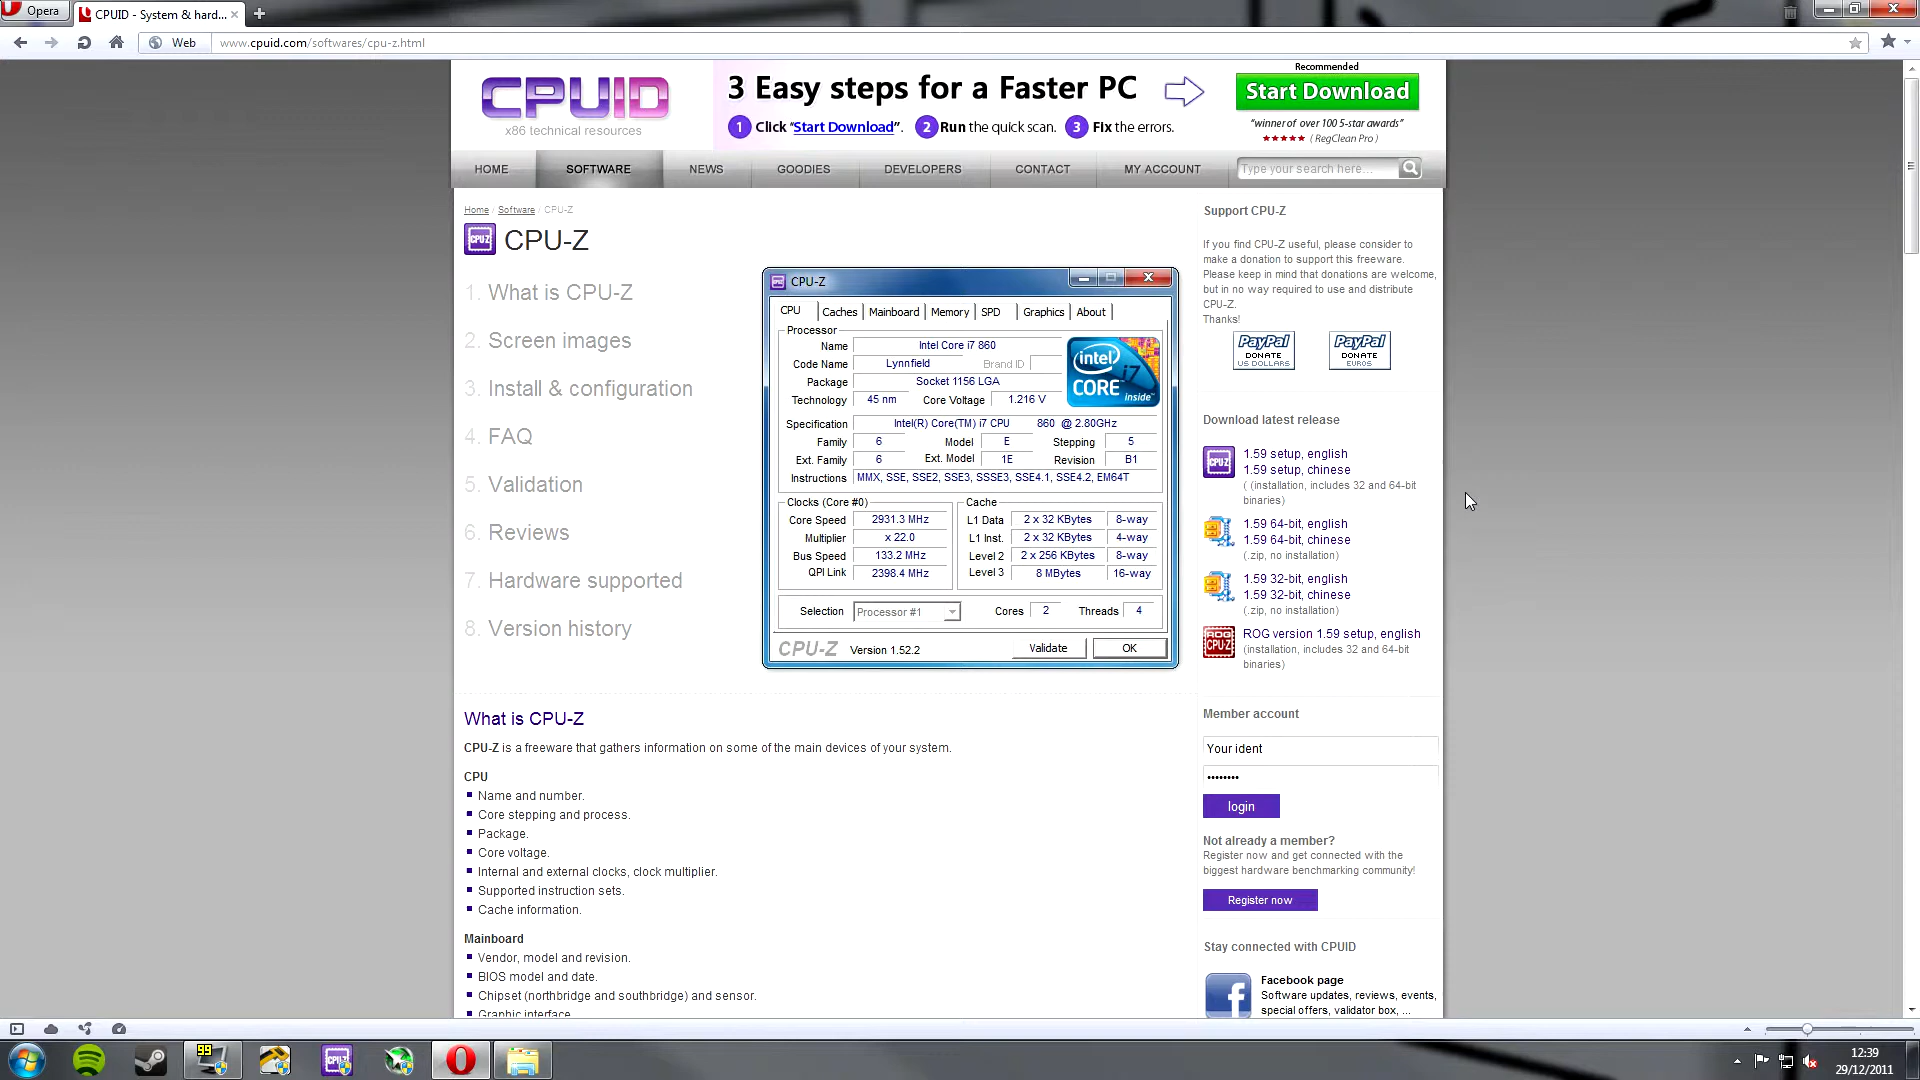 Opera
CPUID - System & hard...
Web
www.cpuid.com/softwares/cpu-z.html
CPUID
x86 technical resources
3 Easy steps for a Faster PC
1 Click "Start Download". 2 Run the quick scan. 3 Fix the errors.
Recommended
Start Download
"winner of over 100 5-star awards"
★★★★★ ( RegClean Pro )
HOME
SOFTWARE
NEWS
GOODIES
DEVELOPERS
CONTACT
MY ACCOUNT
Type your search here...
Home / Software / CPU-Z
CPU-Z
CPU-Z
1. What is CPU-Z
2. Screen images
3. Install & configuration
4. FAQ
5. Validation
6. Reviews
7. Hardware supported
8. Version history
CPU-Z
CPU Caches Mainboard Memory SPD Graphics About
Processor
Name Intel Core i7 860
Code Name Lynnfield Brand ID
Package Socket 1156 LGA
Technology 45 nm Core Voltage 1.216 V
intel CORE i7 inside™
Specification Intel(R) Core(TM) i7 CPU 860 @ 2.80GHz
Family 6 Model E Stepping 5
Ext. Family 6 Ext. Model 1E Revision B1
Instructions MMX, SSE, SSE2, SSE3, SSSE3, SSE4.1, SSE4.2, EM64T
Clocks (Core #0)
Core Speed 2931.3 MHz
Multiplier x 22.0
Bus Speed 133.2 MHz
QPI Link 2398.4 MHz
Cache
L1 Data 2 x 32 KBytes 8-way
L1 Inst. 2 x 32 KBytes 4-way
Level 2 2 x 256 KBytes 8-way
Level 3 8 MBytes 16-way
Selection Processor #1 Cores 2 Threads 4
CPU-Z Version 1.52.2 Validate OK
What is CPU-Z
CPU-Z is a freeware that gathers information on some of the main devices of your system.
CPU
Name and number.
Core stepping and process.
Package.
Core voltage.
Internal and external clocks, clock multiplier.
Supported instruction sets.
Cache information.
Mainboard
Vendor, model and revision.
BIOS model and date.
Chipset (northbridge and southbridge) and sensor.
Graphic interface.
Support CPU-Z
If you find CPU-Z useful, please consider to
make a donation to support this freeware.
Please keep in mind that donations are welcome,
but in no way required to use and distribute
CPU-Z.
Thanks!
PayPal DONATE US DOLLARS
PayPal DONATE EUROS
Download latest release
CPU-Z
1.59 setup, english
1.59 setup, chinese
( (installation, includes 32 and 64-bit
binaries)
1.59 64-bit, english
1.59 64-bit, chinese
(.zip, no installation)
1.59 32-bit, english
1.59 32-bit, chinese
(.zip, no installation)
ROG CPU-Z
ROG version 1.59 setup, english
(installation, includes 32 and 64-bit
binaries)
Member account
Your ident
••••••••
login
Not already a member?
Register now and get connected with the
biggest hardware benchmarking community!
Register now
Stay connected with CPUID
Facebook page
Software updates, reviews, events,
special offers, validator box, ...
99
CPU-Z
12:39
29/12/2011